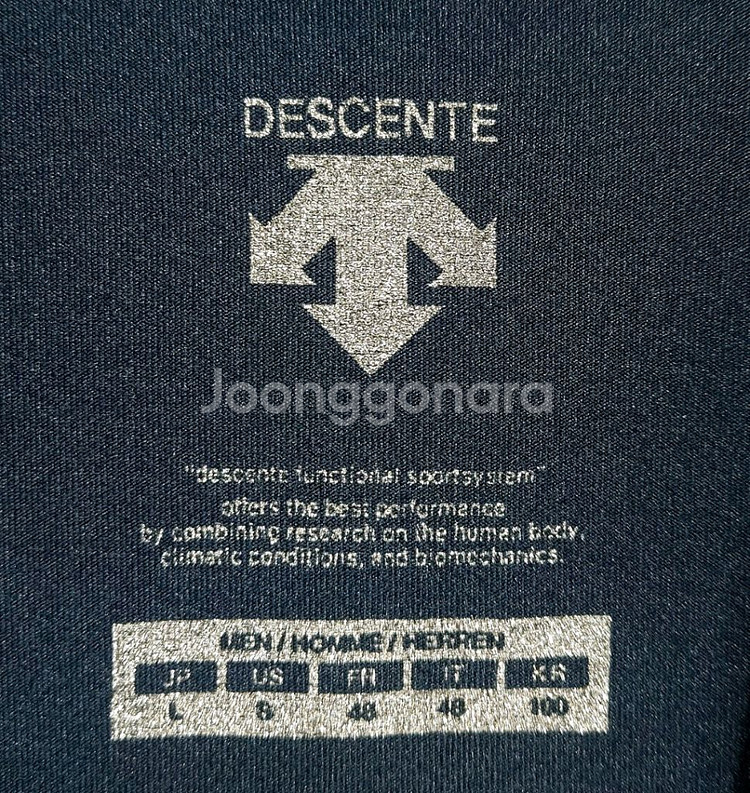 DESCENTE
Joonggonara
"descente functional sportsystem"
offers the best performance
by combining research on the human body,
climatic conditions, and biomechanics.
MEN / HOMME / HERREN
JP US FR IT KR
L S 48 48 100